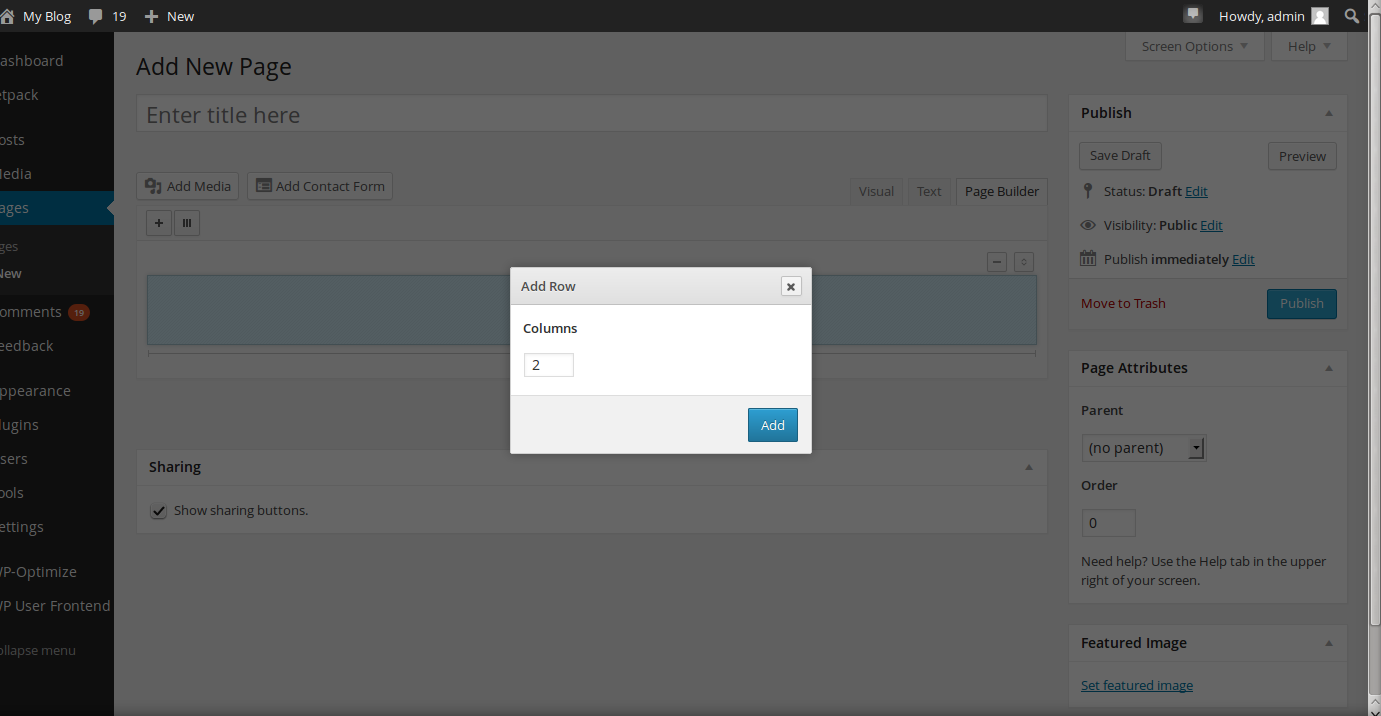 My Blog 19 New Howdy, admin
ashboard
etpack
osts
edia
ages
ges
New
omments 19
eedback
ppearance
lugins
sers
ools
ettings
WP-Optimize
WP User Frontend
ollapse menu
Screen Options Help
Add New Page
Enter title here
Add Media Add Contact Form
Visual Text Page Builder
Add Row
Columns
2
Add
Sharing
Show sharing buttons.
Publish
Save Draft Preview
Status: Draft Edit
Visibility: Public Edit
Publish immediately Edit
Move to Trash Publish
Page Attributes
Parent
(no parent)
Order
0
Need help? Use the Help tab in the upper
right of your screen.
Featured Image
Set featured image